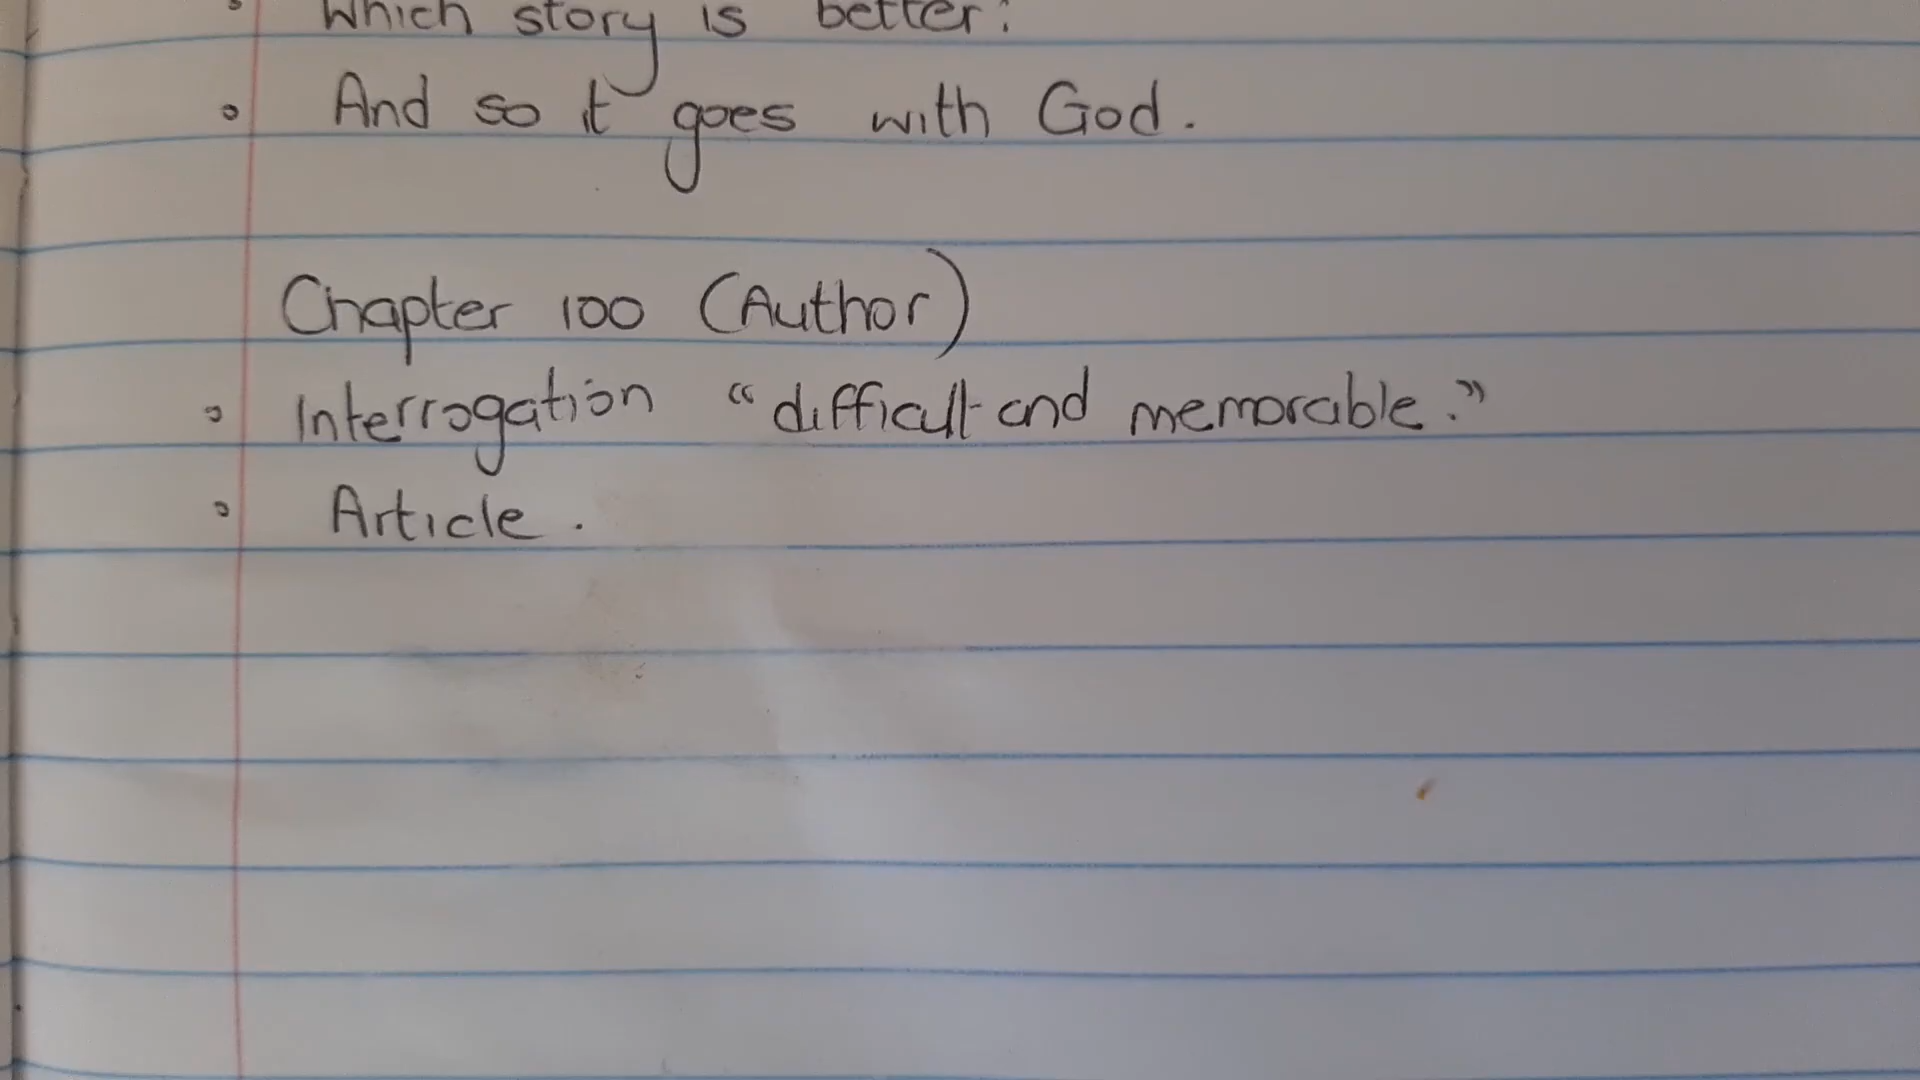 • Which story is better:
• And so it goes with God.
Chapter 100 (Author)
• Interrogation "difficult and memorable."
• Article.